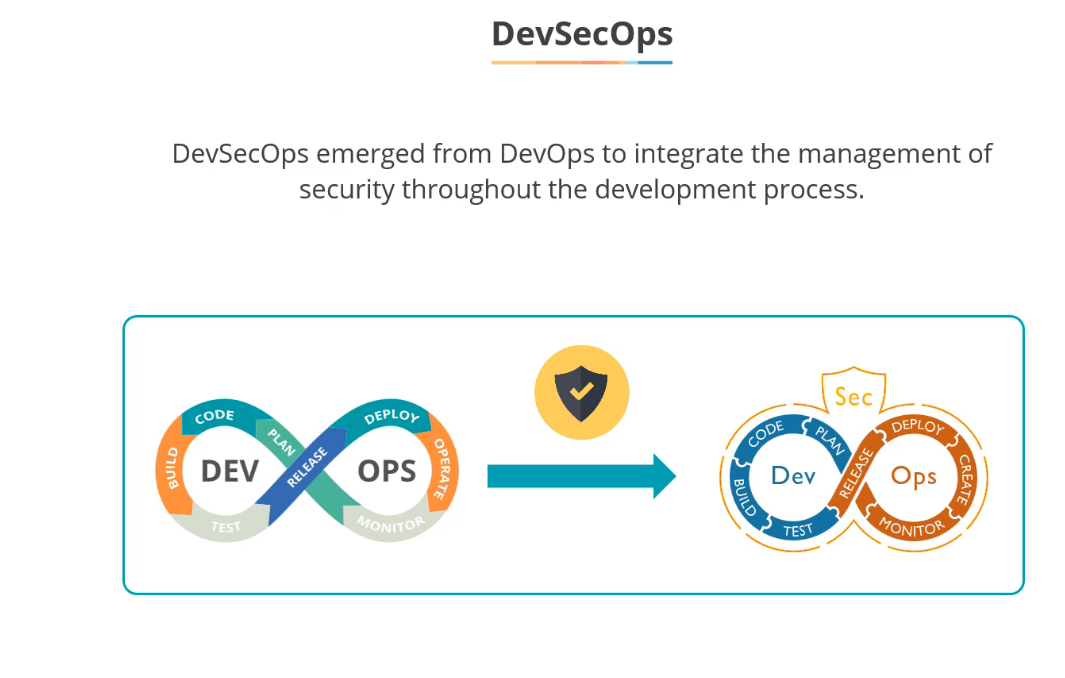 DevSecOps
DevSecOps emerged from DevOps to integrate the management of
security throughout the development process.
CODE
PLAN
BUILD
DEV
TEST
RELEASE
DEPLOY
OPS
OPERATE
MONITOR
Sec
CODE
PLAN
BUILD
Dev
TEST
RELEASE
DEPLOY
Ops
CREATE
MONITOR